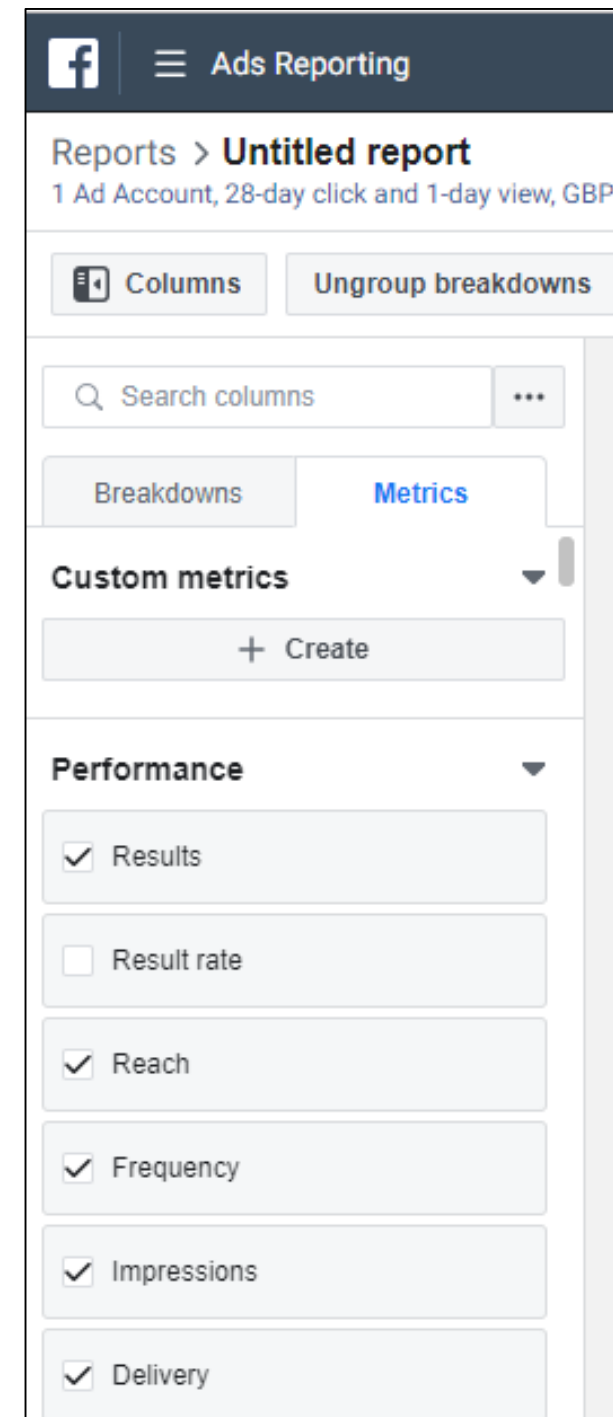 Ads Reporting
Reports > Untitled report
1 Ad Account, 28-day click and 1-day view, GBP
Columns Ungroup breakdowns
Search columns ...
Breakdowns Metrics
Custom metrics
+ Create
Performance
Results
Result rate
Reach
Frequency
Impressions
Delivery